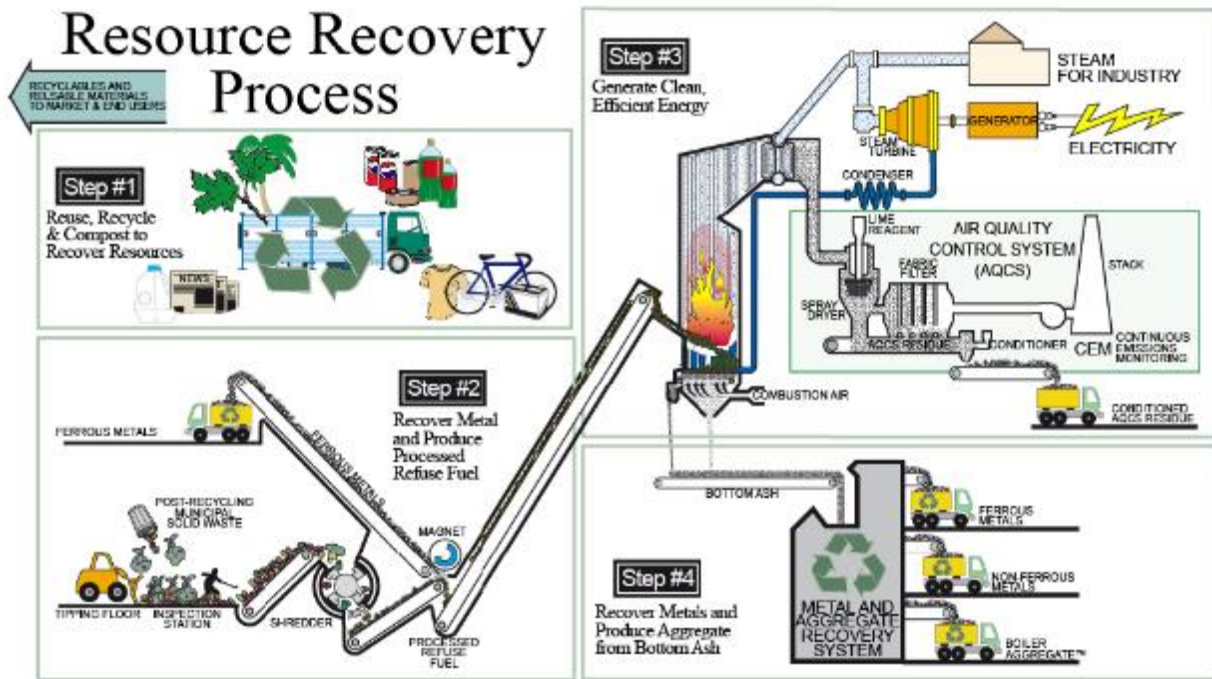 Resource Recovery
Process
RECYCLABLES AND
REUSABLE MATERIALS
TO MARKET & END USERS
Step #1
Reuse, Recycle
& Compost to
Recover Resources
NEWS
Step #2
Recover Metal
and Produce
Processed
Refuse Fuel
FERROUS METALS
FERROUS METALS
POST-RECYCLING
MUNICIPAL
SOLID WASTE
MAGNET
TIPPING FLOOR
INSPECTION
STATION
SHREDDER
PROCESSED
REFUSE
FUEL
Step #3
Generate Clean,
Efficient Energy
STEAM
FOR INDUSTRY
GENERATOR
STEAM
TURBINE
ELECTRICITY
CONDENSER
LIME
REAGENT
AIR QUALITY
CONTROL SYSTEM
(AQCS)
FABRIC
FILTER
STACK
SPRAY
DRYER
AQCS RESIDUE
CONDITIONER
CEM
CONTINUOUS
EMISSIONS
MONITORING
COMBUSTION AIR
CONDITIONED
AQCS RESIDUE
BOTTOM ASH
Step #4
Recover Metals and
Produce Aggregate
from Bottom Ash
METAL AND
AGGREGATE
RECOVERY
SYSTEM
FERROUS
METALS
NON-FERROUS
METALS
BOILER
AGGREGATE™